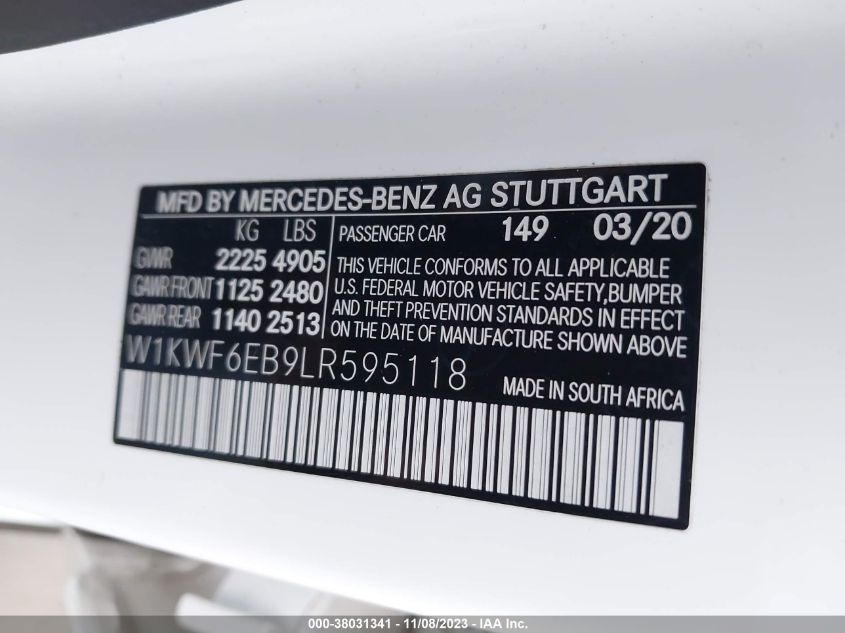 MFD BY MERCEDES-BENZ AG STUTTGART
KG LBS
GVWR 2225 4905
GAWR FRONT 1125 2480
GAWR REAR 1140 2513
PASSENGER CAR 149 03/20
THIS VEHICLE CONFORMS TO ALL APPLICABLE
U.S. FEDERAL MOTOR VEHICLE SAFETY,BUMPER
AND THEFT PREVENTION STANDARDS IN EFFECT
ON THE DATE OF MANUFACTURE SHOWN ABOVE
W1KWF6EB9LR595118
MADE IN SOUTH AFRICA
000-38031341 - 11/08/2023 - IAA Inc.